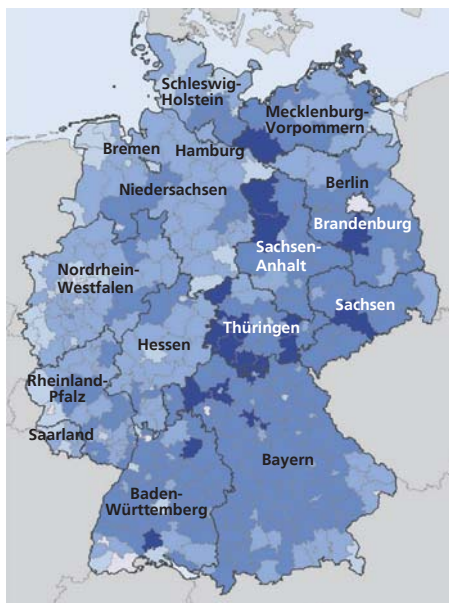 Schleswig-
Holstein
Mecklenburg-
Vorpommern
Bremen
Hamburg
Niedersachsen
Berlin
Brandenburg
Sachsen-
Anhalt
Nordrhein-
Westfalen
Sachsen
Thüringen
Hessen
Rheinland-
Pfalz
Saarland
Bayern
Baden-
Württemberg